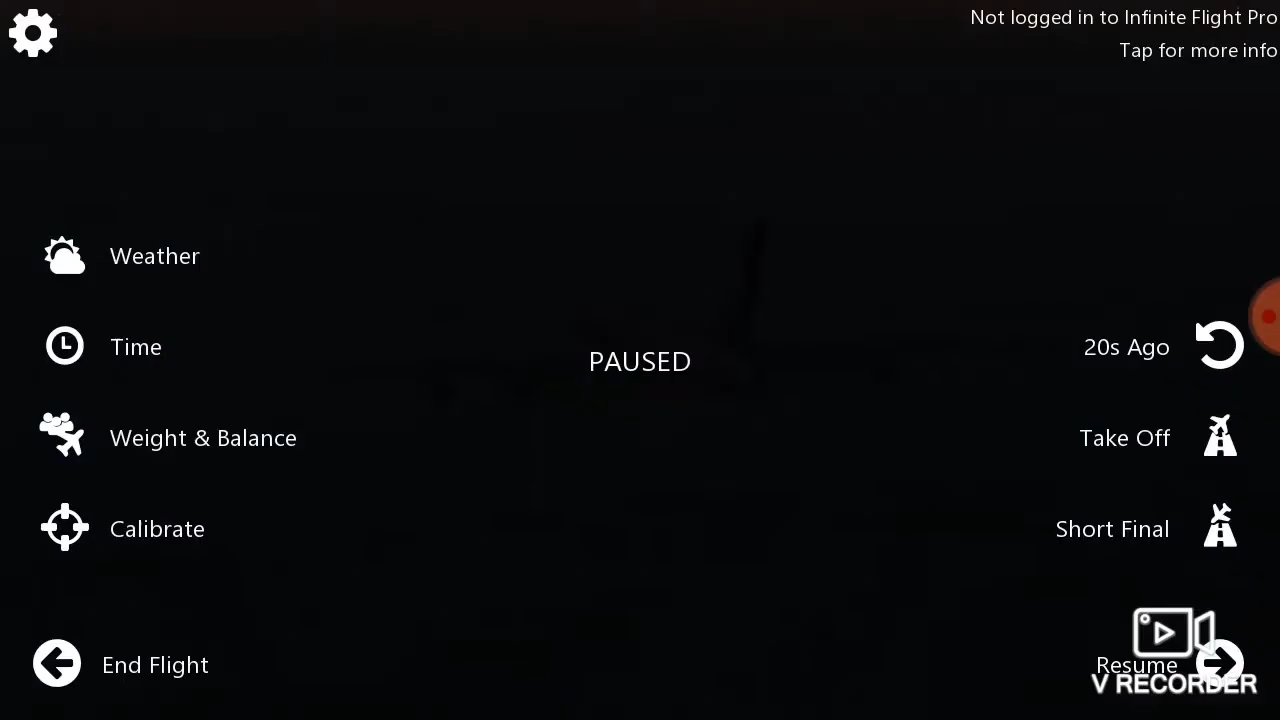 Not logged in to Infinite Flight Pro
Tap for more info
Weather
Time
PAUSED
20s Ago
Weight & Balance
Take Off
Calibrate
Short Final
End Flight
Resume
V RECORDER